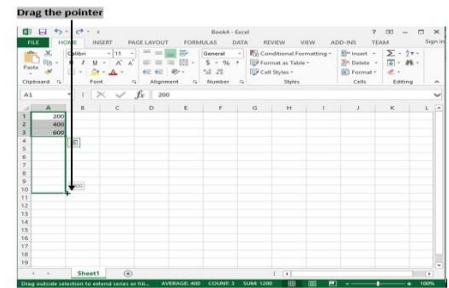 Drag the pointer
Book4 - Excel
FILE HOME INSERT PAGE LAYOUT FORMULAS DATA REVIEW VIEW ADD-INS TEAM Sign in
Calibri 11 General Conditional Formatting Insert
Paste B I U A A $ % Format as Table Delete
A Cell Styles Format
Clipboard Font Alignment Number Styles Cells Editing
A1 fx 200
A B C D E F G H I J K L
1 200
2 400
3 600
4
5
6
7
8
9
10
11
12
13
14
15
16
17
18
19
Sheet1
Drag outside selection to extend series or fill... AVERAGE: 400 COUNT: 3 SUM: 1200 100%